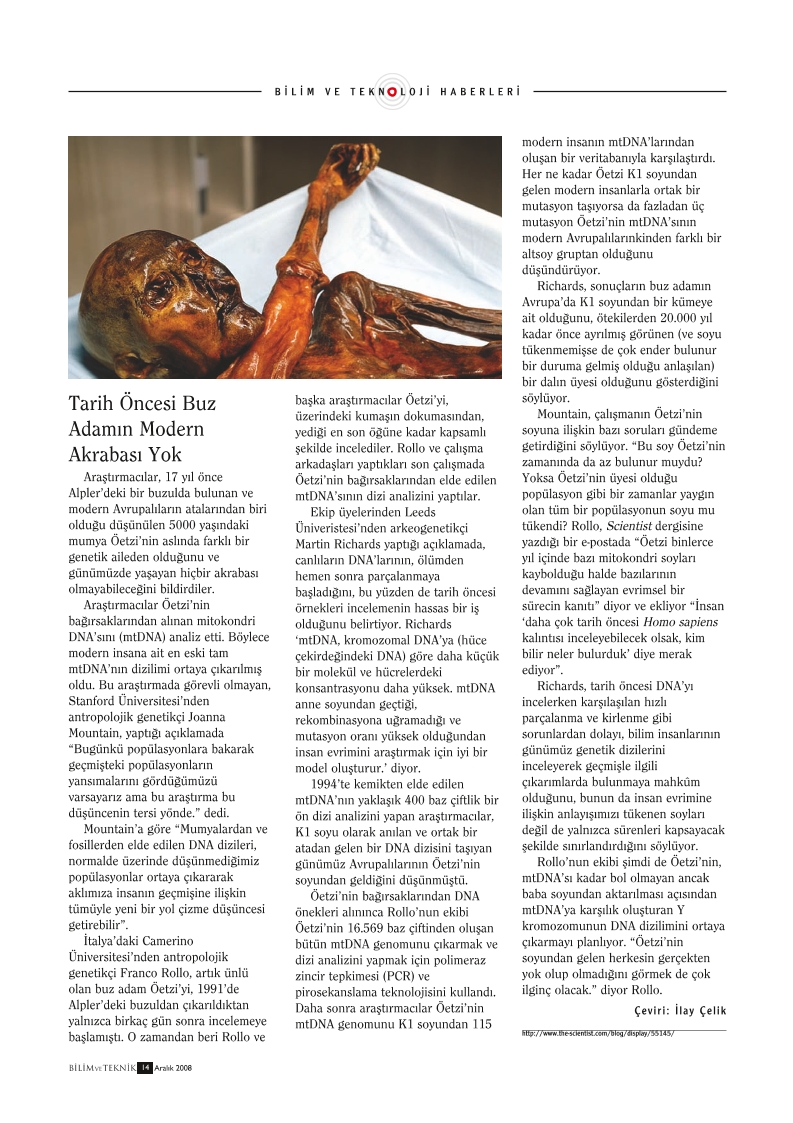 BİLİM VE TEKNOLOJİ HABERLERİ
Tarih Öncesi Buz
Adamın Modern
Akrabası Yok
Araştırmacılar, 17 yıl önce
Alpler’deki bir buzulda bulunan ve
modern Avrupalıların atalarından biri
olduğu düşünülen 5000 yaşındaki
mumya Öetzi’nin aslında farklı bir
genetik aileden olduğunu ve
günümüzde yaşayan hiçbir akrabası
olmayabileceğini bildirdiler.
Araştırmacılar Öetzi’nin
bağırsaklarından alınan mitokondri
DNA’sını (mtDNA) analiz etti. Böylece
modern insana ait en eski tam
mtDNA’nın dizilimi ortaya çıkarılmış
oldu. Bu araştırmada görevli olmayan,
Stanford Üniversitesi’nden
antropolojik genetikçi Joanna
Mountain, yaptığı açıklamada
“Bugünkü popülasyonlara bakarak
geçmişteki popülasyonların
yansımalarını gördüğümüzü
varsayarız ama bu araştırma bu
düşüncenin tersi yönde.” dedi.
Mountain’a göre “Mumyalardan ve
fosillerden elde edilen DNA dizileri,
normalde üzerinde düşünmediğimiz
popülasyonlar ortaya çıkararak
aklımıza insanın geçmişine ilişkin
tümüyle yeni bir yol çizme düşüncesi
getirebilir”.
İtalya’daki Camerino
Üniversitesi’nden antropolojik
genetikçi Franco Rollo, artık ünlü
olan buz adam Öetzi’yi, 1991’de
Alpler’deki buzuldan çıkarıldıktan
yalnızca birkaç gün sonra incelemeye
başlamıştı. O zamandan beri Rollo ve
başka araştırmacılar Öetzi’yi,
üzerindeki kumaşın dokumasından,
yediği en son öğüne kadar kapsamlı
şekilde incelediler. Rollo ve çalışma
arkadaşları yaptıkları son çalışmada
Öetzi’nin bağırsaklarından elde edilen
mtDNA’sının dizi analizini yaptılar.
Ekip üyelerinden Leeds
Üniveristesi’nden arkeogenetikçi
Martin Richards yaptığı açıklamada,
canlıların DNA’larının, ölümden
hemen sonra parçalanmaya
başladığını, bu yüzden de tarih öncesi
örnekleri incelemenin hassas bir iş
olduğunu belirtiyor. Richards
‘mtDNA, kromozomal DNA’ya (hüce
çekirdeğindeki DNA) göre daha küçük
bir molekül ve hücrelerdeki
konsantrasyonu daha yüksek. mtDNA
anne soyundan geçtiği,
rekombinasyona uğramadığı ve
mutasyon oranı yüksek olduğundan
insan evrimini araştırmak için iyi bir
model oluşturur.’ diyor.
1994’te kemikten elde edilen
mtDNA’nın yaklaşık 400 baz çiftlik bir
ön dizi analizini yapan araştırmacılar,
K1 soyu olarak anılan ve ortak bir
atadan gelen bir DNA dizisini taşıyan
günümüz Avrupalılarının Öetzi’nin
soyundan geldiğini düşünmüştü.
Öetzi’nin bağırsaklarından DNA
önekleri alınınca Rollo’nun ekibi
Öetzi’nin 16.569 baz çiftinden oluşan
bütün mtDNA genomunu çıkarmak ve
dizi analizini yapmak için polimeraz
zincir tepkimesi (PCR) ve
pirosekanslama teknolojisini kullandı.
Daha sonra araştırmacılar Öetzi’nin
mtDNA genomunu K1 soyundan 115
modern insanın mtDNA’larından
oluşan bir veritabanıyla karşılaştırdı.
Her ne kadar Öetzi K1 soyundan
gelen modern insanlarla ortak bir
mutasyon taşıyorsa da fazladan üç
mutasyon Öetzi’nin mtDNA’sının
modern Avrupalılarınkinden farklı bir
altsoy gruptan olduğunu
düşündürüyor.
Richards, sonuçların buz adamın
Avrupa’da K1 soyundan bir kümeye
ait olduğunu, ötekilerden 20.000 yıl
kadar önce ayrılmış görünen (ve soyu
tükenmemişse de çok ender bulunur
bir duruma gelmiş olduğu anlaşılan)
bir dalın üyesi olduğunu gösterdiğini
söylüyor.
Mountain, çalışmanın Öetzi’nin
soyuna ilişkin bazı soruları gündeme
getirdiğini söylüyor. “Bu soy Öetzi’nin
zamanında da az bulunur muydu?
Yoksa Öetzi’nin üyesi olduğu
popülasyon gibi bir zamanlar yaygın
olan tüm bir popülasyonun soyu mu
tükendi? Rollo, Scientist dergisine
yazdığı bir e-postada “Öetzi binlerce
yıl içinde bazı mitokondri soyları
kaybolduğu halde bazılarının
devamını sağlayan evrimsel bir
sürecin kanıtı” diyor ve ekliyor “İnsan
‘daha çok tarih öncesi Homo sapiens
kalıntısı inceleyebilecek olsak, kim
bilir neler bulurduk’ diye merak
ediyor”.
Richards, tarih öncesi DNA’yı
incelerken karşılaşılan hızlı
parçalanma ve kirlenme gibi
sorunlardan dolayı, bilim insanlarının
günümüz genetik dizilerini
inceleyerek geçmişle ilgili
çıkarımlarda bulunmaya mahkûm
olduğunu, bunun da insan evrimine
ilişkin anlayışımızı tükenen soyları
değil de yalnızca sürenleri kapsayacak
şekilde sınırlandırdığını söylüyor.
Rollo’nun ekibi şimdi de Öetzi’nin,
mtDNA’sı kadar bol olmayan ancak
baba soyundan aktarılması açısından
mtDNA’ya karşılık oluşturan Y
kromozomunun DNA dizilimini ortaya
çıkarmayı planlıyor. “Öetzi’nin
soyundan gelen herkesin gerçekten
yok olup olmadığını görmek de çok
ilginç olacak.” diyor Rollo.
Çeviri: İlay Çelik
http://www.the-scientist.com/blog/display/55145/
BİLİM VE TEKNİK 14 Aralık 2008